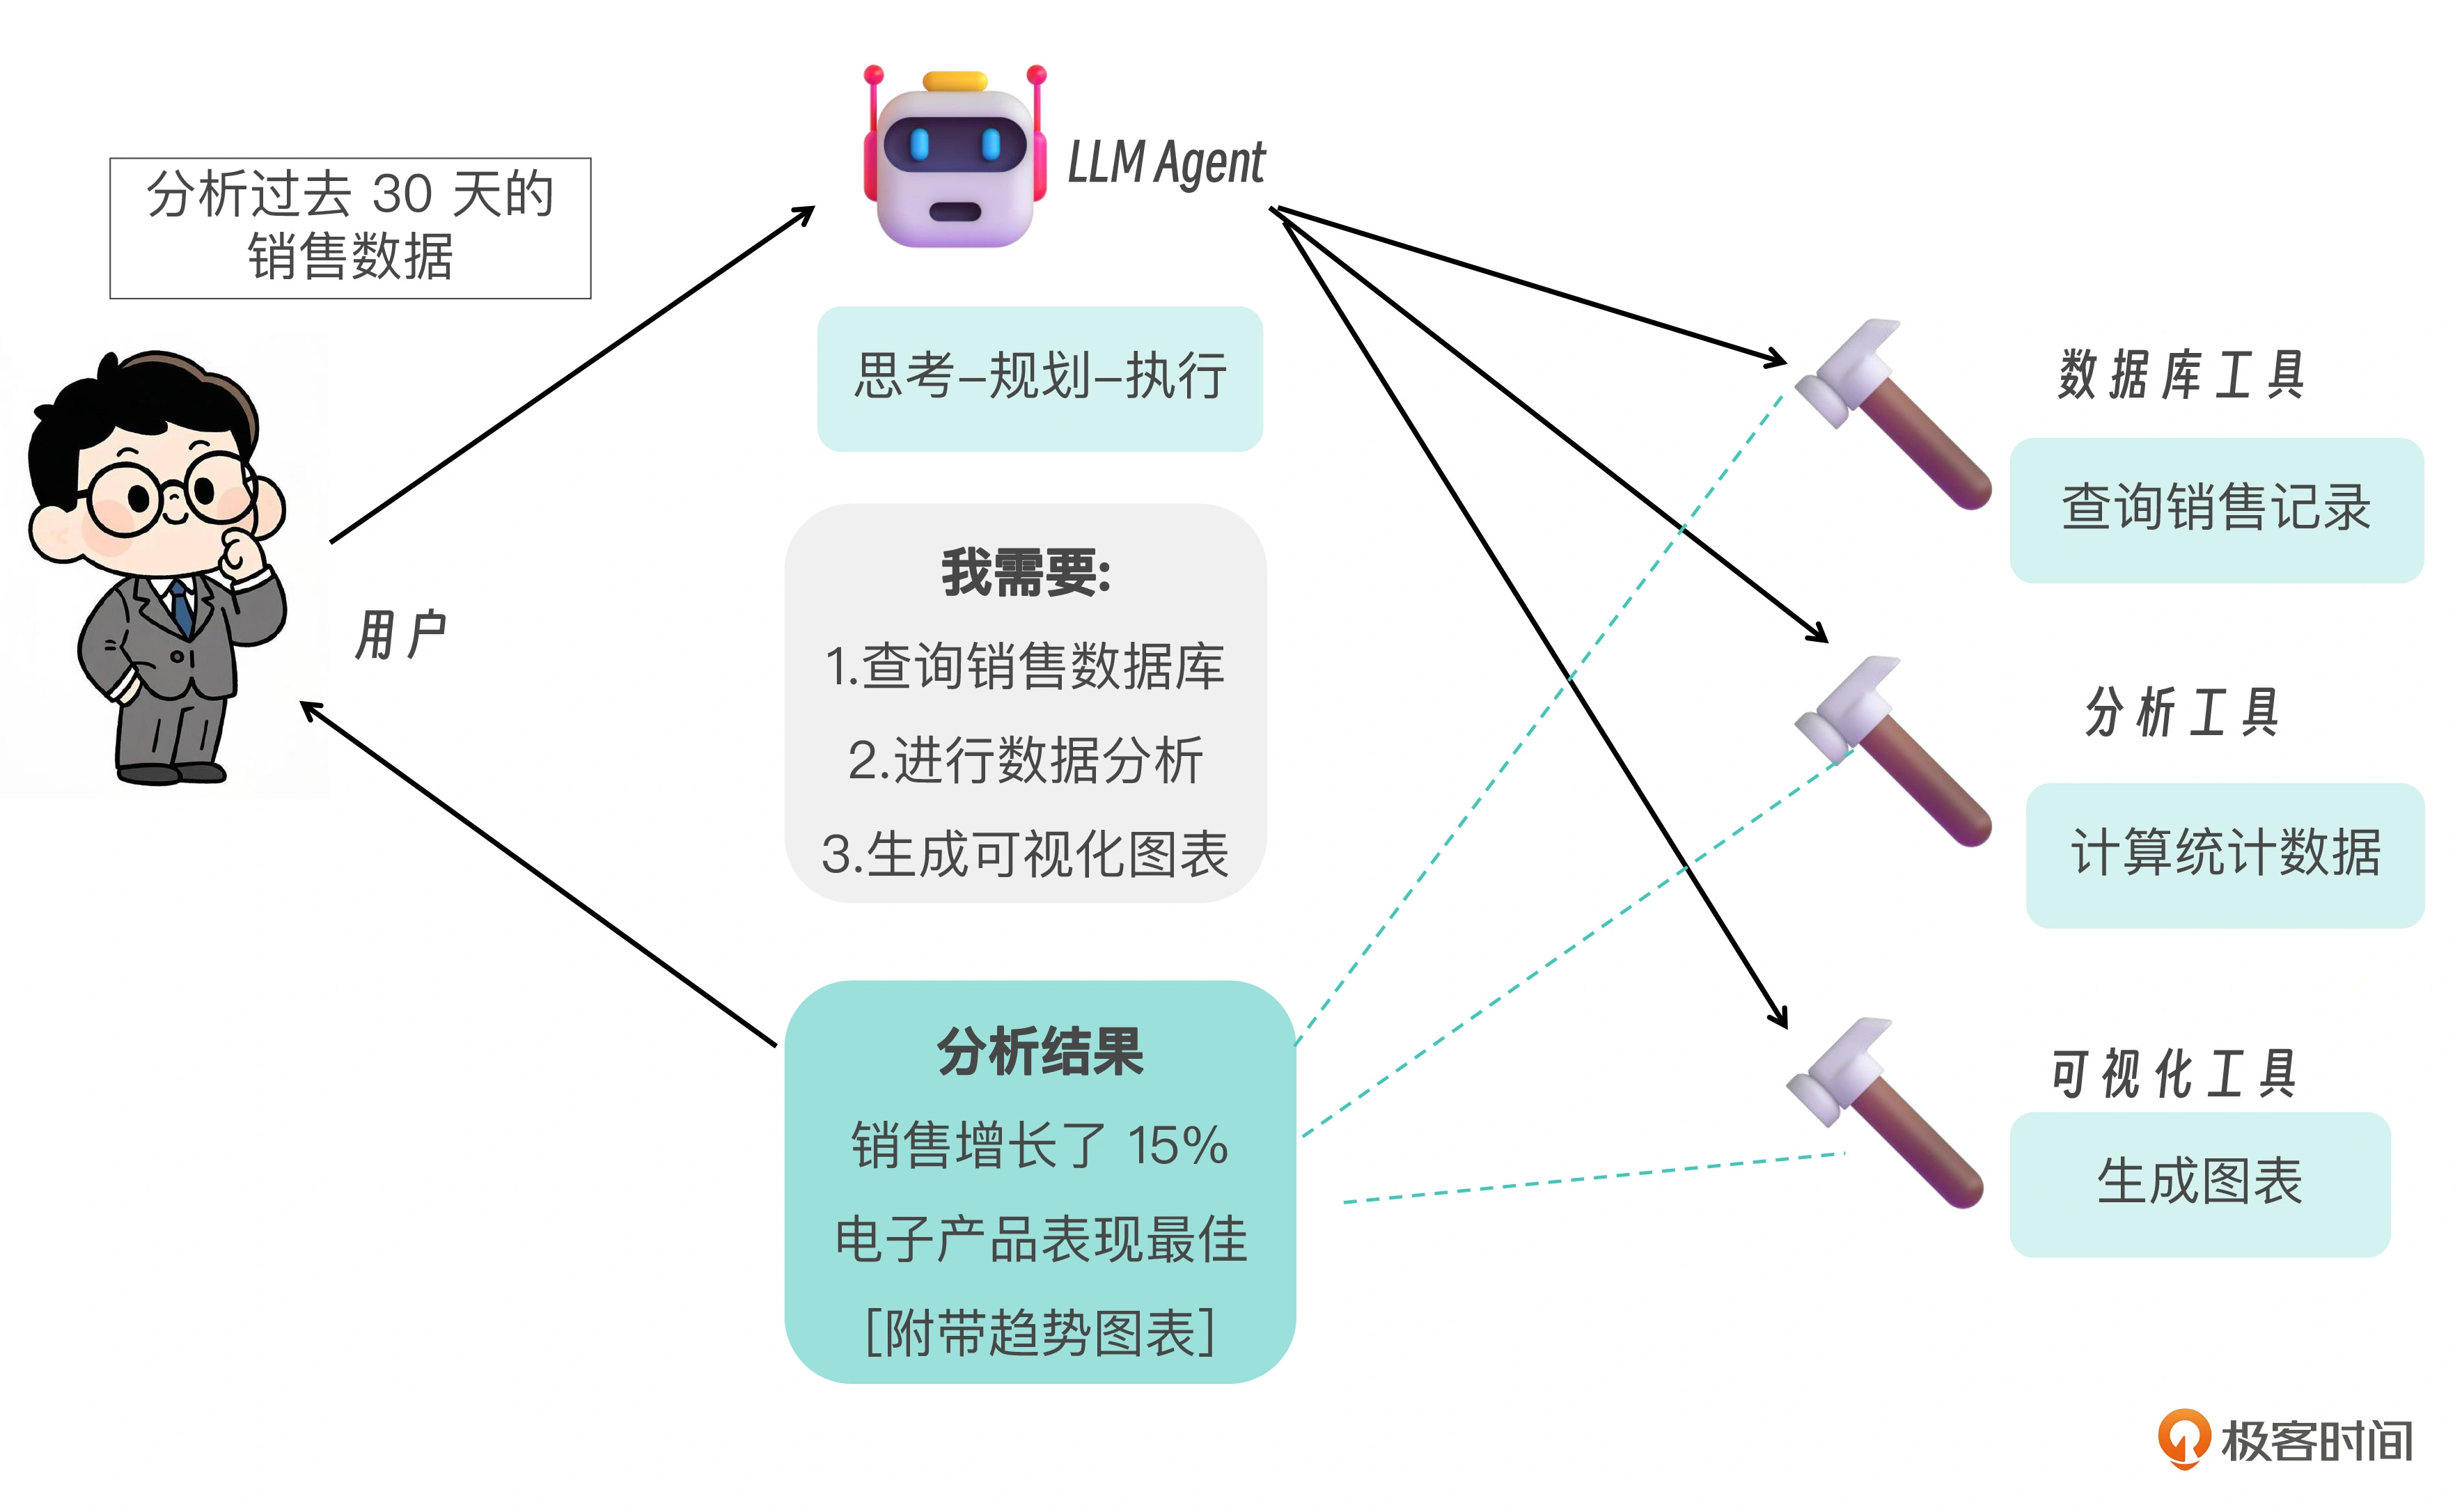 分析过去 30 天的
销售数据
用户
LLM Agent
思考–规划–执行
我需要:
1.查询销售数据库
2.进行数据分析
3.生成可视化图表
分析结果
销售增长了 15%
电子产品表现最佳
[附带趋势图表]
数据库工具
查询销售记录
分析工具
计算统计数据
可视化工具
生成图表
极客时间